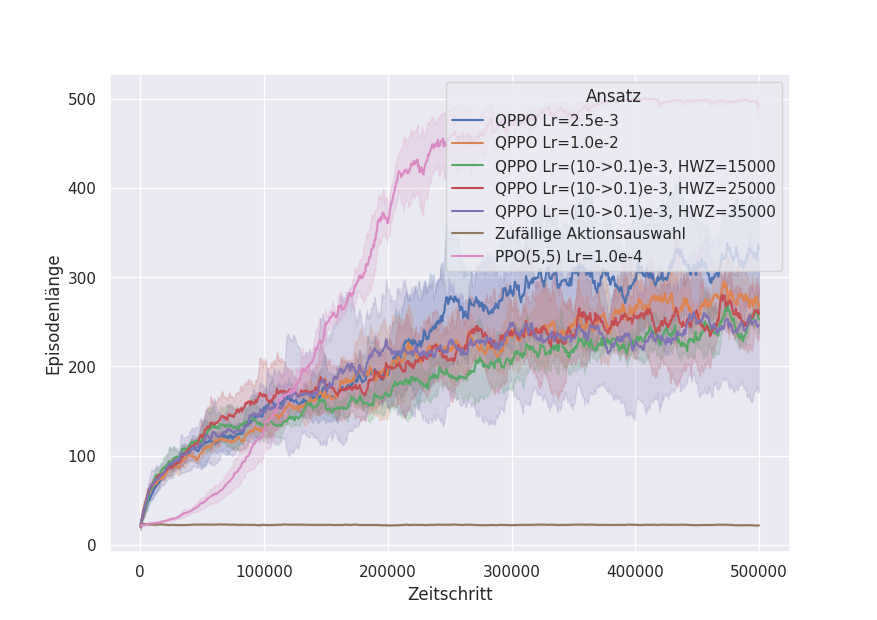 500
400
300
200
100
0
Episodenlänge
Ansatz
QPPO Lr=2.5e-3
QPPO Lr=1.0e-2
QPPO Lr=(10->0.1)e-3, HWZ=15000
QPPO Lr=(10->0.1)e-3, HWZ=25000
QPPO Lr=(10->0.1)e-3, HWZ=35000
Zufällige Aktionsauswahl
PPO(5,5) Lr=1.0e-4
0 100000 200000 300000 400000 500000
Zeitschritt